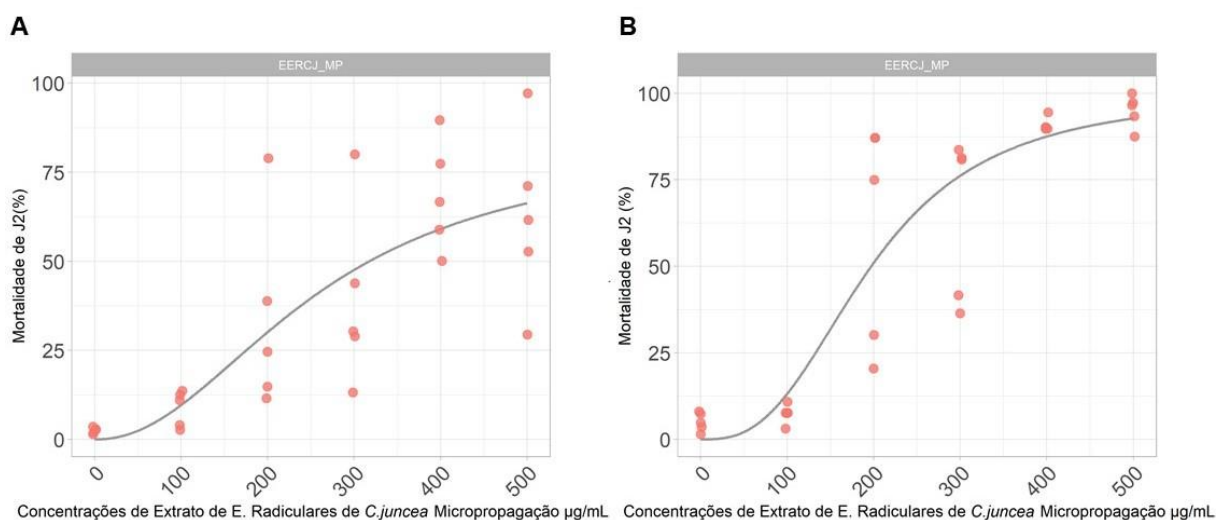 A
EERCJ_MP
Mortalidade de J2(%)
100
75
50
25
0
0
100
200
300
400
500
Concentrações de Extrato de E. Radiculares de C.juncea Micropropagação µg/mL
B
EERCJ_MP
Mortalidade de J2 (%)
100
75
50
25
0
0
100
200
300
400
500
Concentrações de Extrato de E. Radiculares de C.juncea Micropropagação µg/mL